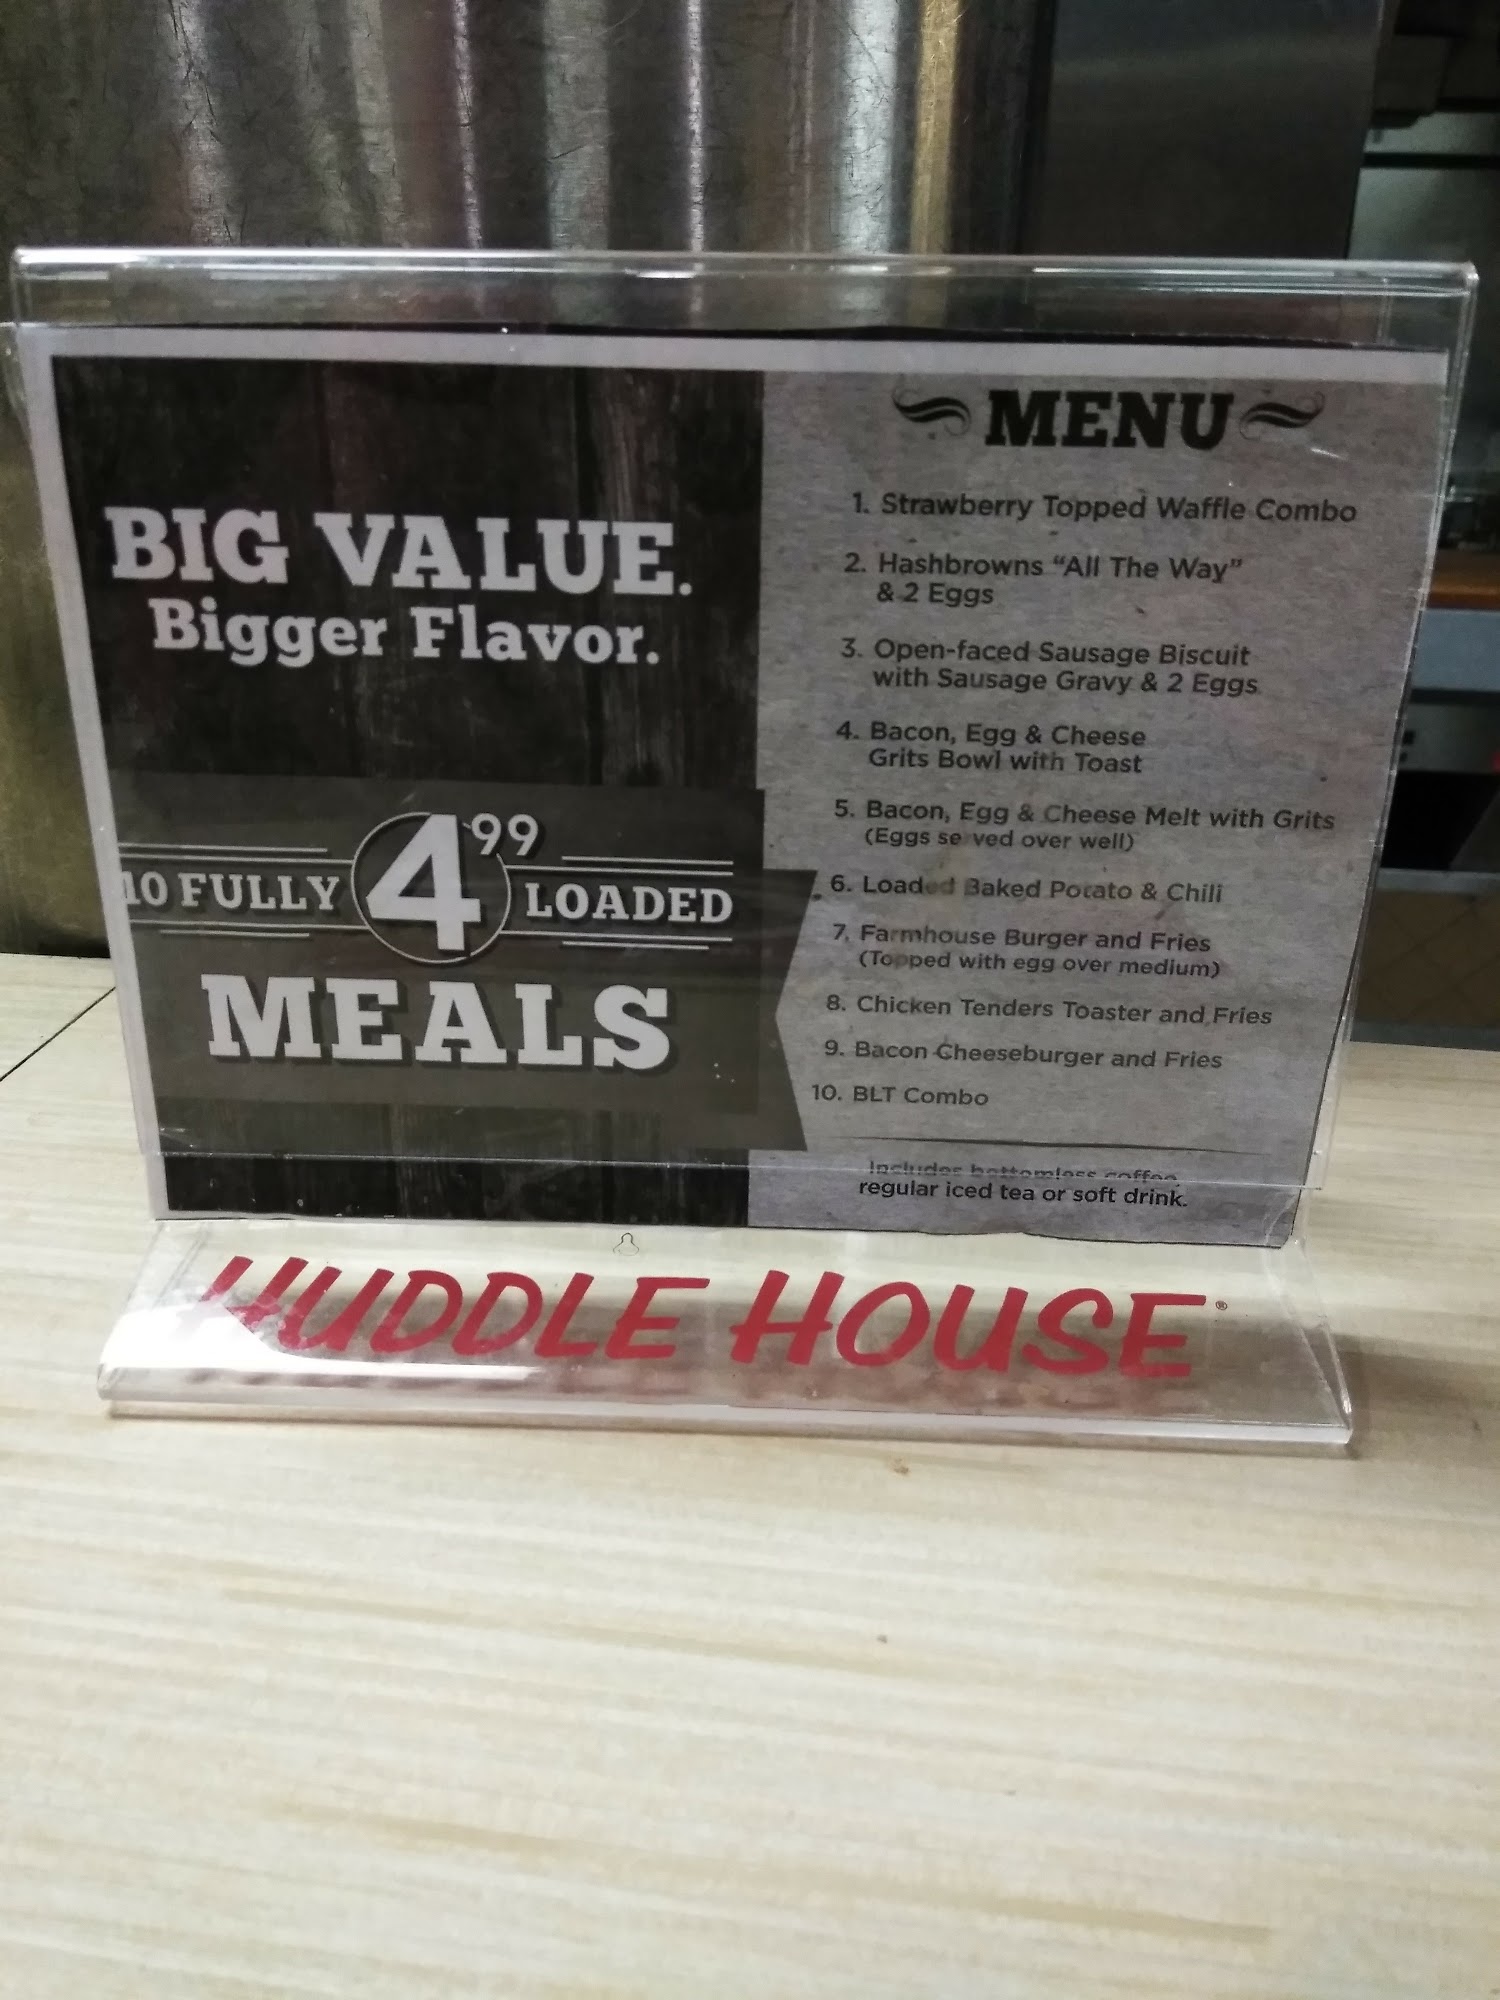 BIG VALUE.
Bigger Flavor.
10 FULLY 4.99 LOADED
MEALS
MENU
1. Strawberry Topped Waffle Combo
2. Hashbrowns “All The Way”
& 2 Eggs
3. Open-faced Sausage Biscuit
with Sausage Gravy & 2 Eggs
4. Bacon, Egg & Cheese
Grits Bowl with Toast
5. Bacon, Egg & Cheese Melt with Grits
(Eggs served over well)
6. Loaded Baked Potato & Chili
7. Farmhouse Burger and Fries
(Topped with egg over medium)
8. Chicken Tenders Toaster and Fries
9. Bacon Cheeseburger and Fries
10. BLT Combo
Includes bottomless coffee,
regular iced tea or soft drink.
HUDDLE HOUSE®